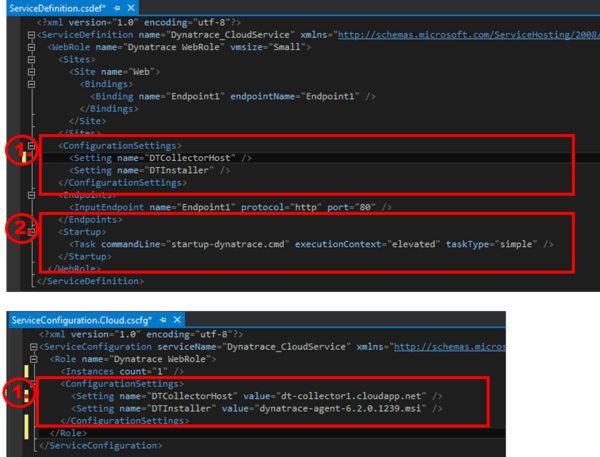 ServiceDefinition.csdef*
<?xml version="1.0" encoding="utf-8"?>
<ServiceDefinition name="Dynatrace_CloudService" xmlns="http://schemas.microsoft.com/ServiceHosting/2008/
<WebRole name="Dynatrace WebRole" vmsize="Small">
<Sites>
<Site name="Web">
<Bindings>
<Binding name="Endpoint1" endpointName="Endpoint1" />
</Bindings>
</Site>
</Sites>
1
<ConfigurationSettings>
<Setting name="DTCollectorHost" />
<Setting name="DTInstaller" />
</ConfigurationSettings>
<Endpoints>
<InputEndpoint name="Endpoint1" protocol="http" port="80" />
</Endpoints>
2
<Startup>
<Task commandLine="startup-dynatrace.cmd" executionContext="elevated" taskType="simple" />
</Startup>
</WebRole>
</ServiceDefinition>
ServiceConfiguration.Cloud.cscfg*
<?xml version="1.0" encoding="utf-8"?>
<ServiceConfiguration serviceName="Dynatrace_CloudService" xmlns="http://schemas.micros
<Role name="Dynatrace WebRole">
<Instances count="1" />
1
<ConfigurationSettings>
<Setting name="DTCollectorHost" value="dt-collector1.cloudapp.net" />
<Setting name="DTInstaller" value="dynatrace-agent-6.2.0.1239.msi" />
</ConfigurationSettings>
</Role>
</ServiceConfiguration>